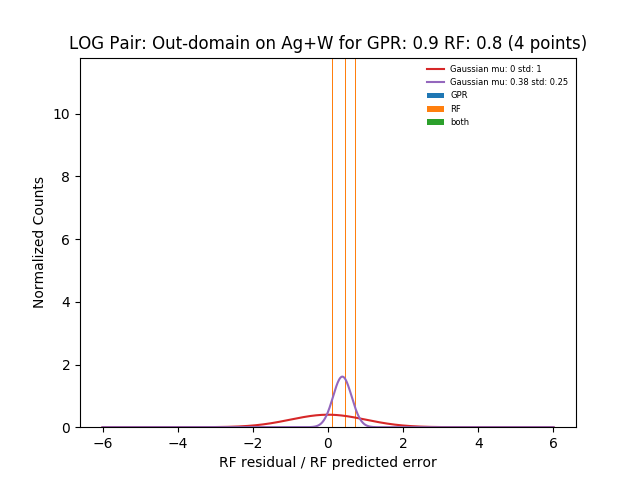 LOG Pair: Out-domain on Ag+W for GPR: 0.9 RF: 0.8 (4 points)
Gaussian mu: 0 std: 1
Gaussian mu: 0.38 std: 0.25
GPR
RF
both
Normalized Counts
10
8
6
4
2
0
−6 −4 −2 0 2 4 6
RF residual / RF predicted error